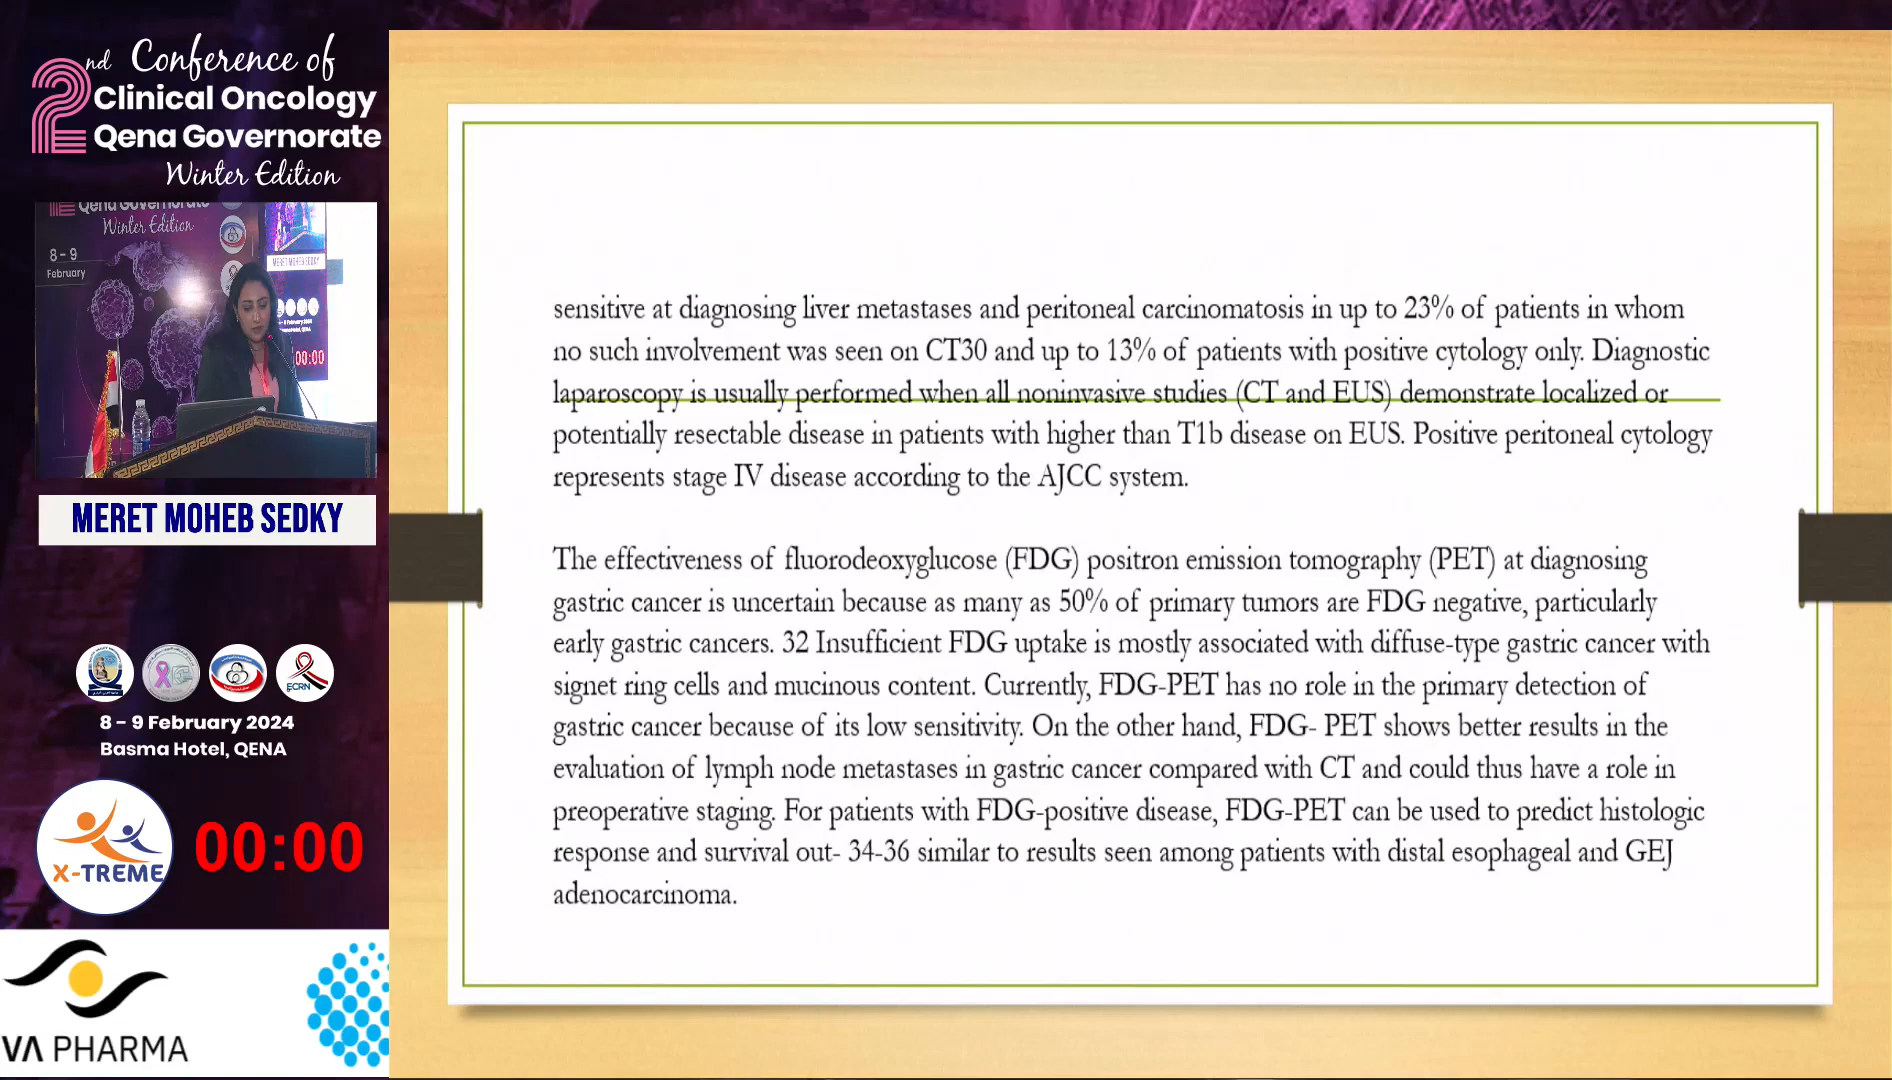 2nd Conference of
Clinical Oncology
Qena Governorate
Winter Edition
Qena Governorate
Winter Edition
8 - 9
February
MERET MOHEB SEDKY
00:00
MERET MOHEB SEDKY
ECRN
8 - 9 February 2024
Basma Hotel, QENA
X-TREME
00:00
VA PHARMA
sensitive at diagnosing liver metastases and peritoneal carcinomatosis in up to 23% of patients in whom
no such involvement was seen on CT30 and up to 13% of patients with positive cytology only. Diagnostic
laparoscopy is usually performed when all noninvasive studies (CT and EUS) demonstrate localized or
potentially resectable disease in patients with higher than T1b disease on EUS. Positive peritoneal cytology
represents stage IV disease according to the AJCC system.
The effectiveness of fluorodeoxyglucose (FDG) positron emission tomography (PET) at diagnosing
gastric cancer is uncertain because as many as 50% of primary tumors are FDG negative, particularly
early gastric cancers. 32 Insufficient FDG uptake is mostly associated with diffuse-type gastric cancer with
signet ring cells and mucinous content. Currently, FDG-PET has no role in the primary detection of
gastric cancer because of its low sensitivity. On the other hand, FDG- PET shows better results in the
evaluation of lymph node metastases in gastric cancer compared with CT and could thus have a role in
preoperative staging. For patients with FDG-positive disease, FDG-PET can be used to predict histologic
response and survival out- 34-36 similar to results seen among patients with distal esophageal and GEJ
adenocarcinoma.